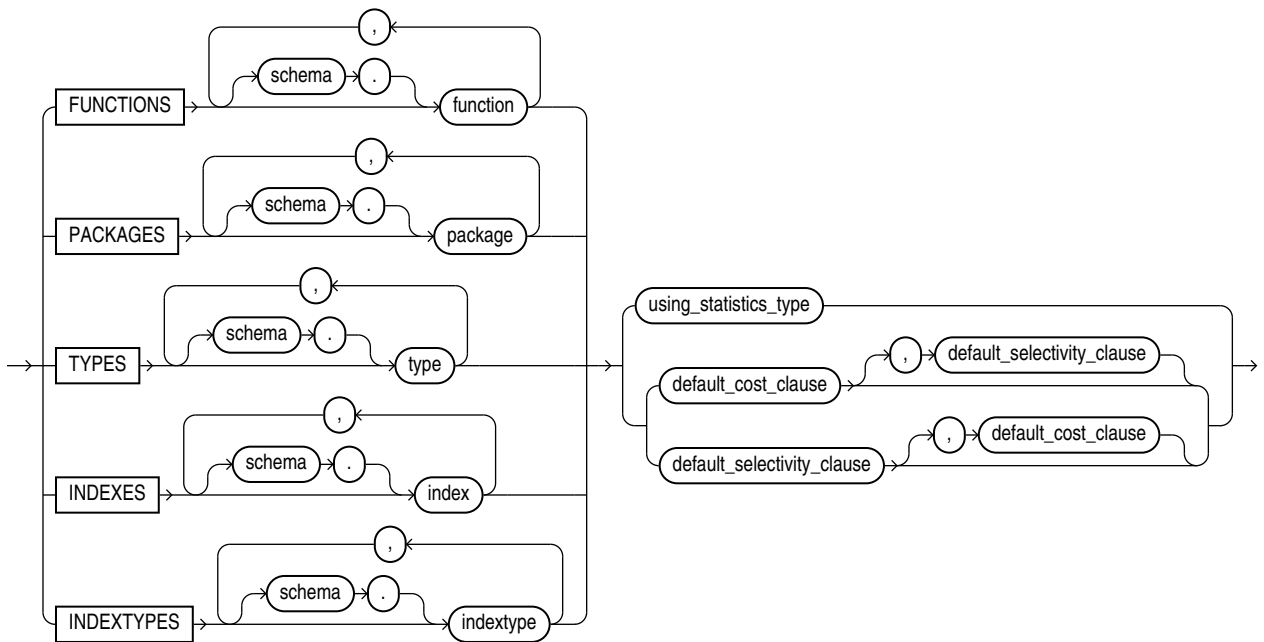 ,
schema .
FUNCTIONS function
,
schema .
PACKAGES package
,
schema .
TYPES type
,
schema .
INDEXES index
,
schema .
INDEXTYPES indextype
using_statistics_type
, default_selectivity_clause
default_cost_clause
, default_cost_clause
default_selectivity_clause